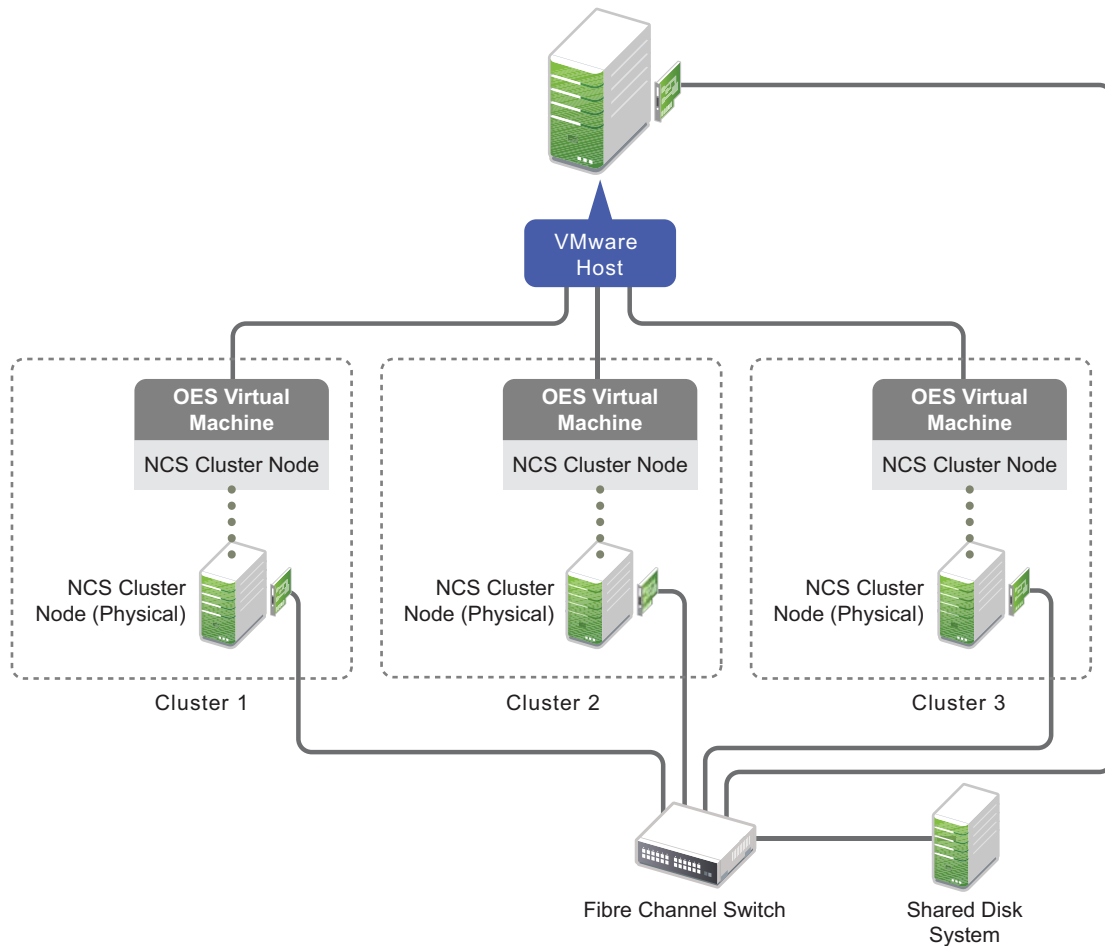 VMware
Host
OES Virtual
Machine
NCS Cluster Node
OES Virtual
Machine
NCS Cluster Node
OES Virtual
Machine
NCS Cluster Node
NCS Cluster
Node (Physical)
NCS Cluster
Node (Physical)
NCS Cluster
Node (Physical)
Cluster 1
Cluster 2
Cluster 3
Fibre Channel Switch
Shared Disk
System